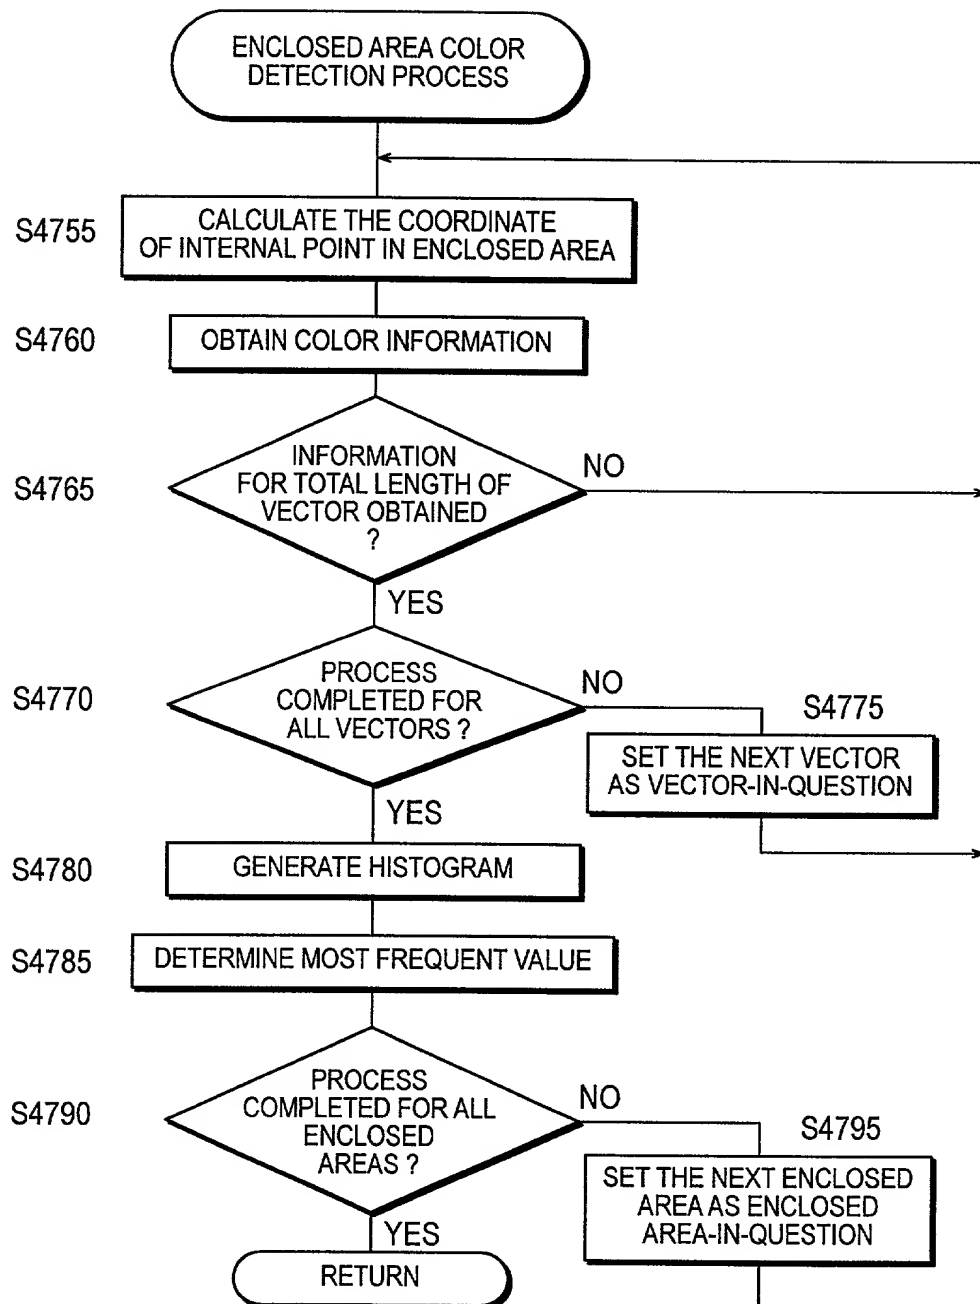 ENCLOSED AREA COLOR
DETECTION PROCESS
S4755
CALCULATE THE COORDINATE
OF INTERNAL POINT IN ENCLOSED AREA
S4760
OBTAIN COLOR INFORMATION
S4765
INFORMATION
FOR TOTAL LENGTH OF
VECTOR OBTAINED
?
NO
YES
S4770
PROCESS
COMPLETED FOR
ALL VECTORS ?
NO
S4775
SET THE NEXT VECTOR
AS VECTOR-IN-QUESTION
YES
S4780
GENERATE HISTOGRAM
S4785
DETERMINE MOST FREQUENT VALUE
S4790
PROCESS
COMPLETED FOR ALL
ENCLOSED
AREAS ?
NO
S4795
SET THE NEXT ENCLOSED
AREA AS ENCLOSED
AREA-IN-QUESTION
YES
RETURN